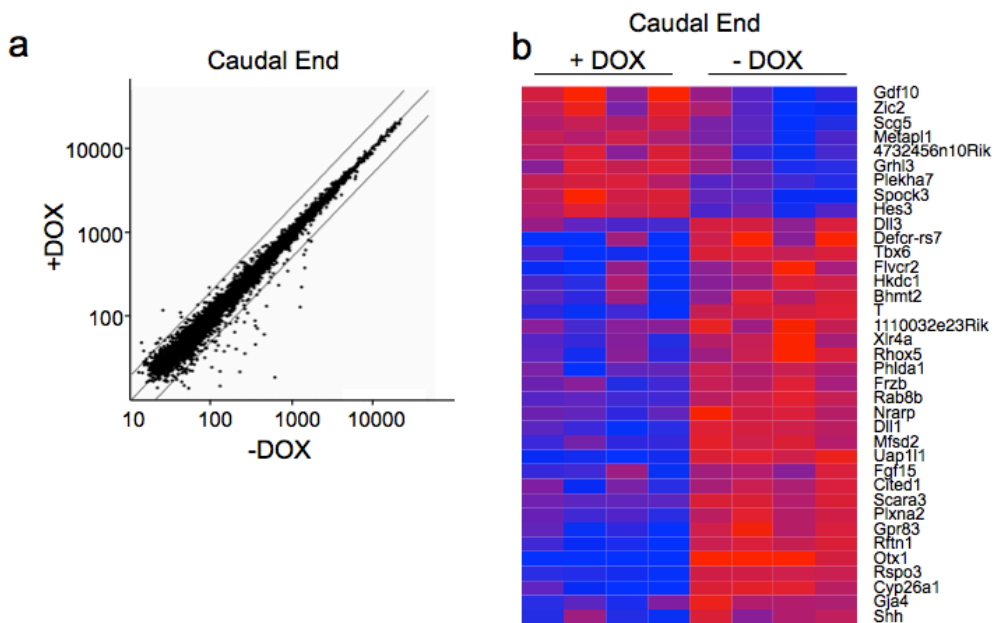 a
Caudal End
10000
1000
100
+DOX
10 100 1000 10000
-DOX
b
Caudal End
+ DOX - DOX
Gdf10
Zic2
Scg5
Metapl1
4732456n10Rik
Grhl3
Plekha7
Spock3
Hes3
Dll3
Defcr-rs7
Tbx6
Flvcr2
Hkdc1
Bhmt2
T
1110032e23Rik
Xlr4a
Rhox5
Phlda1
Frzb
Rab8b
Nrarp
Dll1
Mfsd2
Uap1l1
Fgf15
Cited1
Scara3
Plxna2
Gpr83
Rftn1
Otx1
Rspo3
Cyp26a1
Gja4
Shh